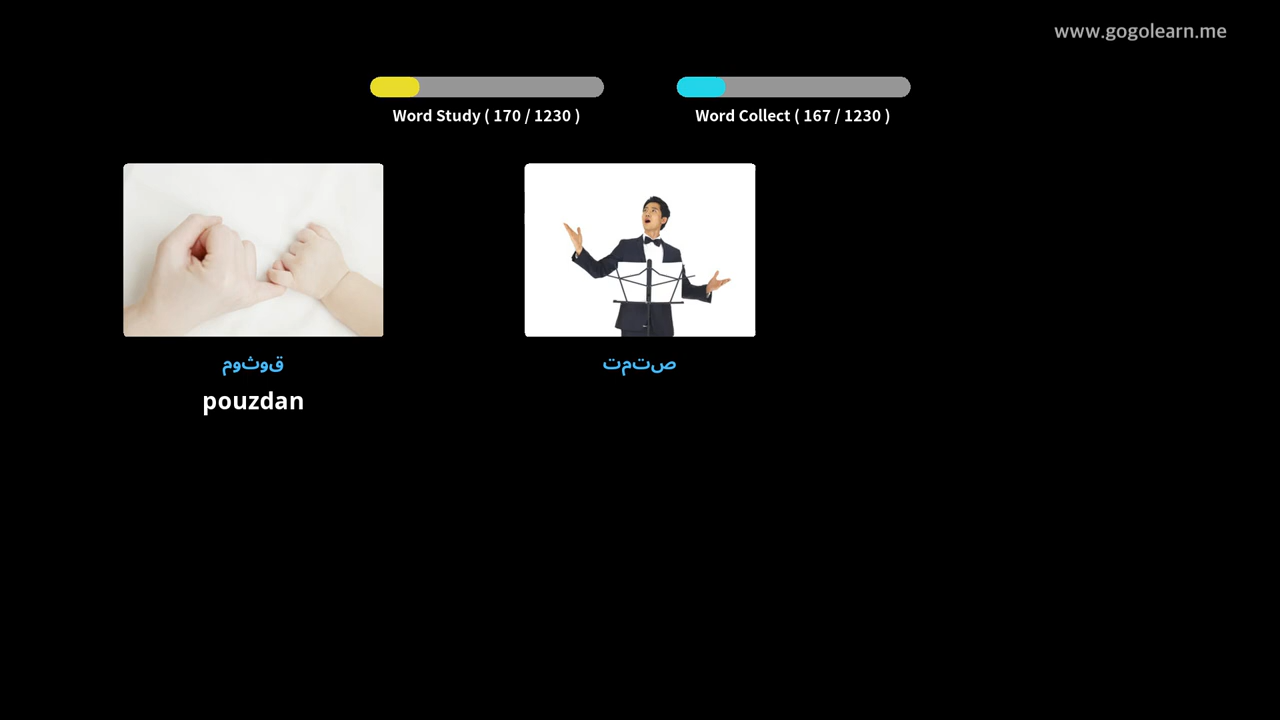 www.gogolearn.me
Word Study ( 170 / 1230 )
Word Collect ( 167 / 1230 )
قوثوم
pouzdan
صتمت